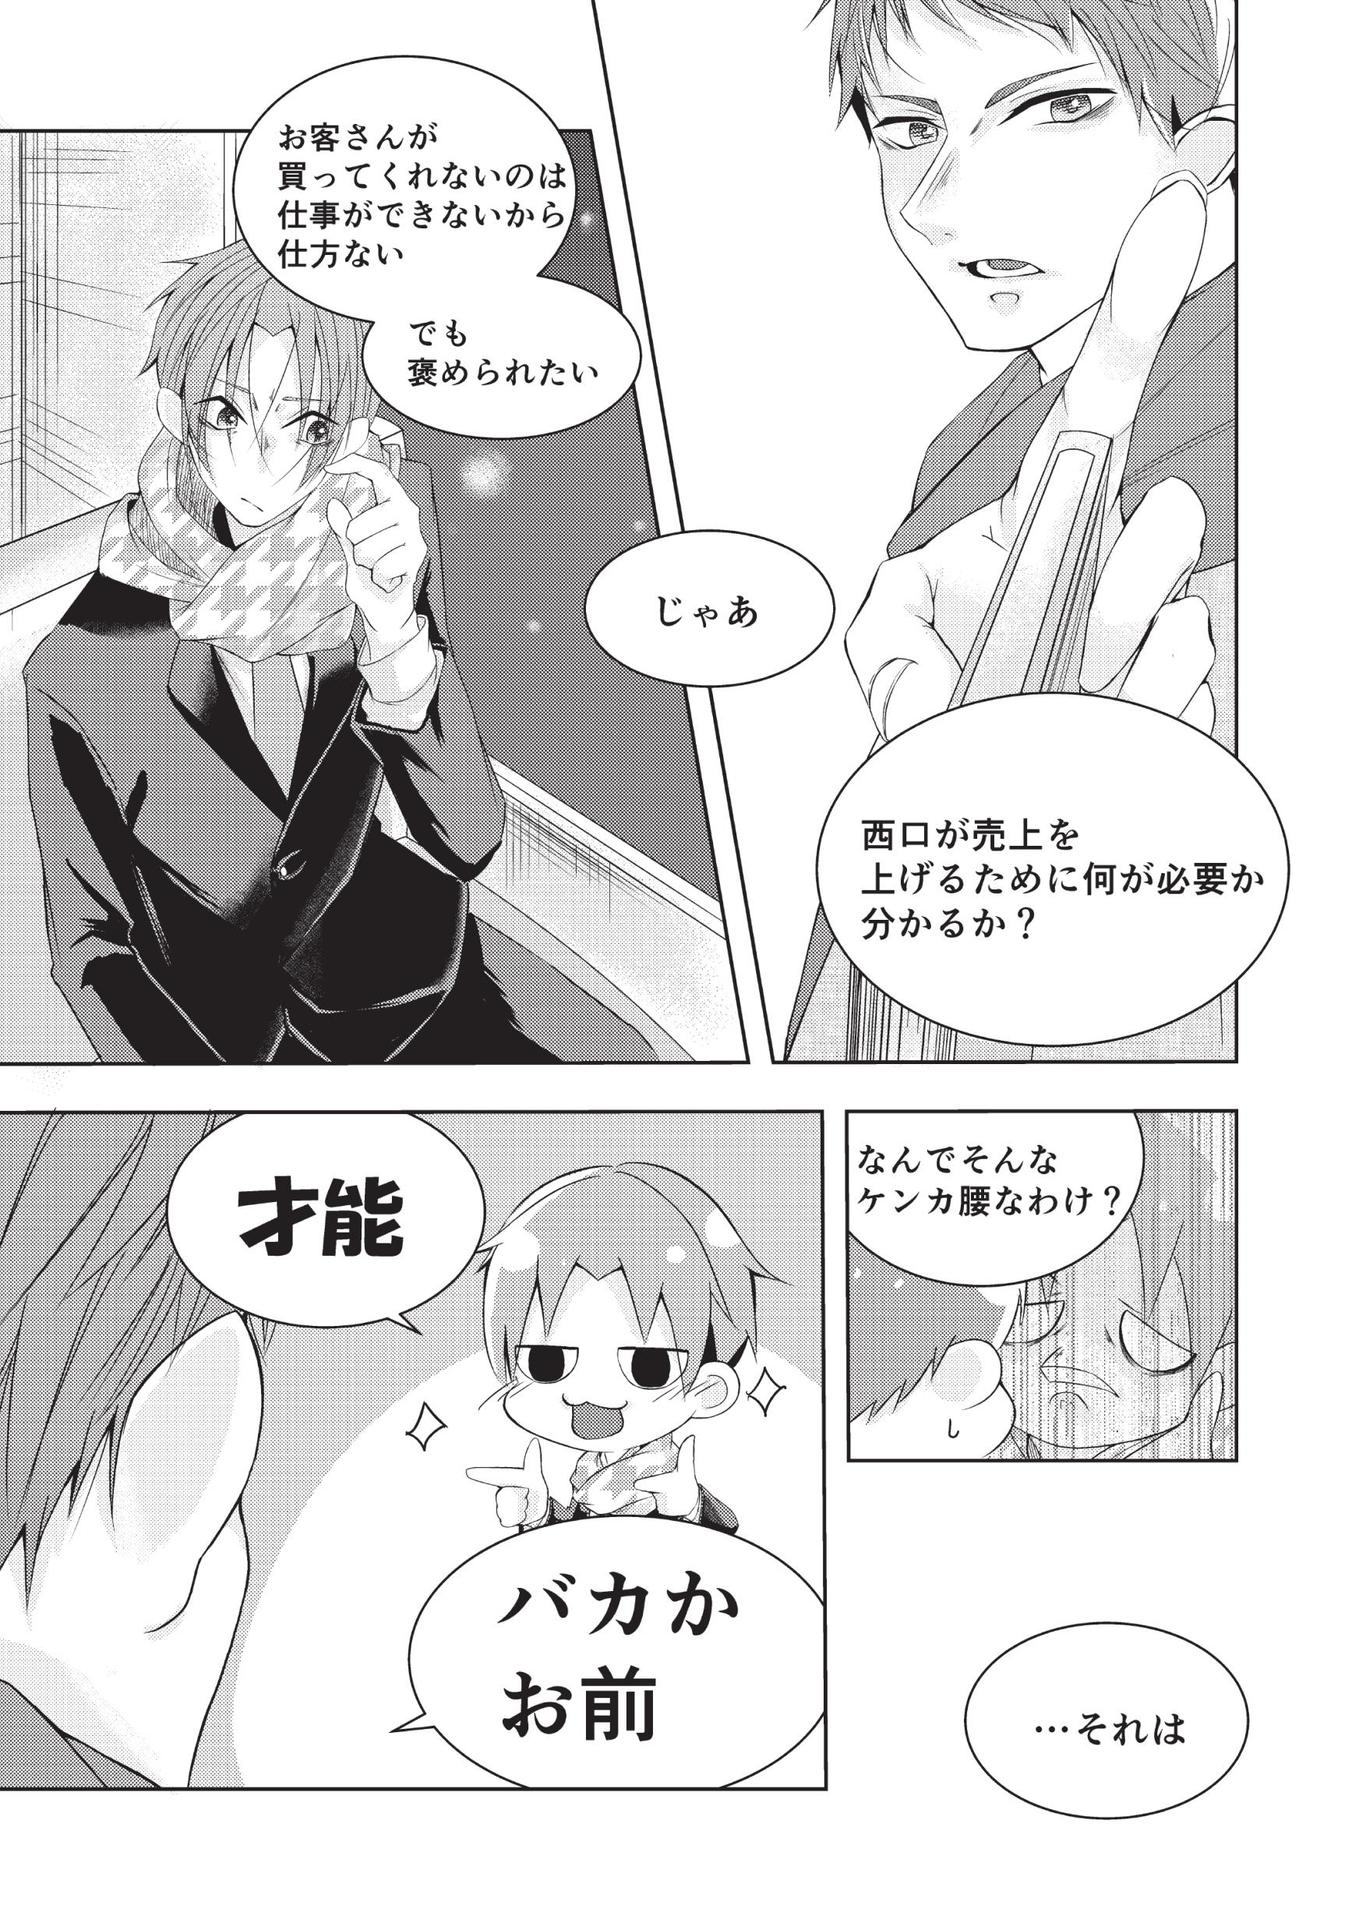 お客さんが
買ってくれないのは
仕事ができないから
仕方ない
でも
褒められたい
じゃあ
西口が売上を
上げるために何が必要か
分かるか？
なんでそんな
ケンカ腰なわけ？
…それは
才能
バカか
お前